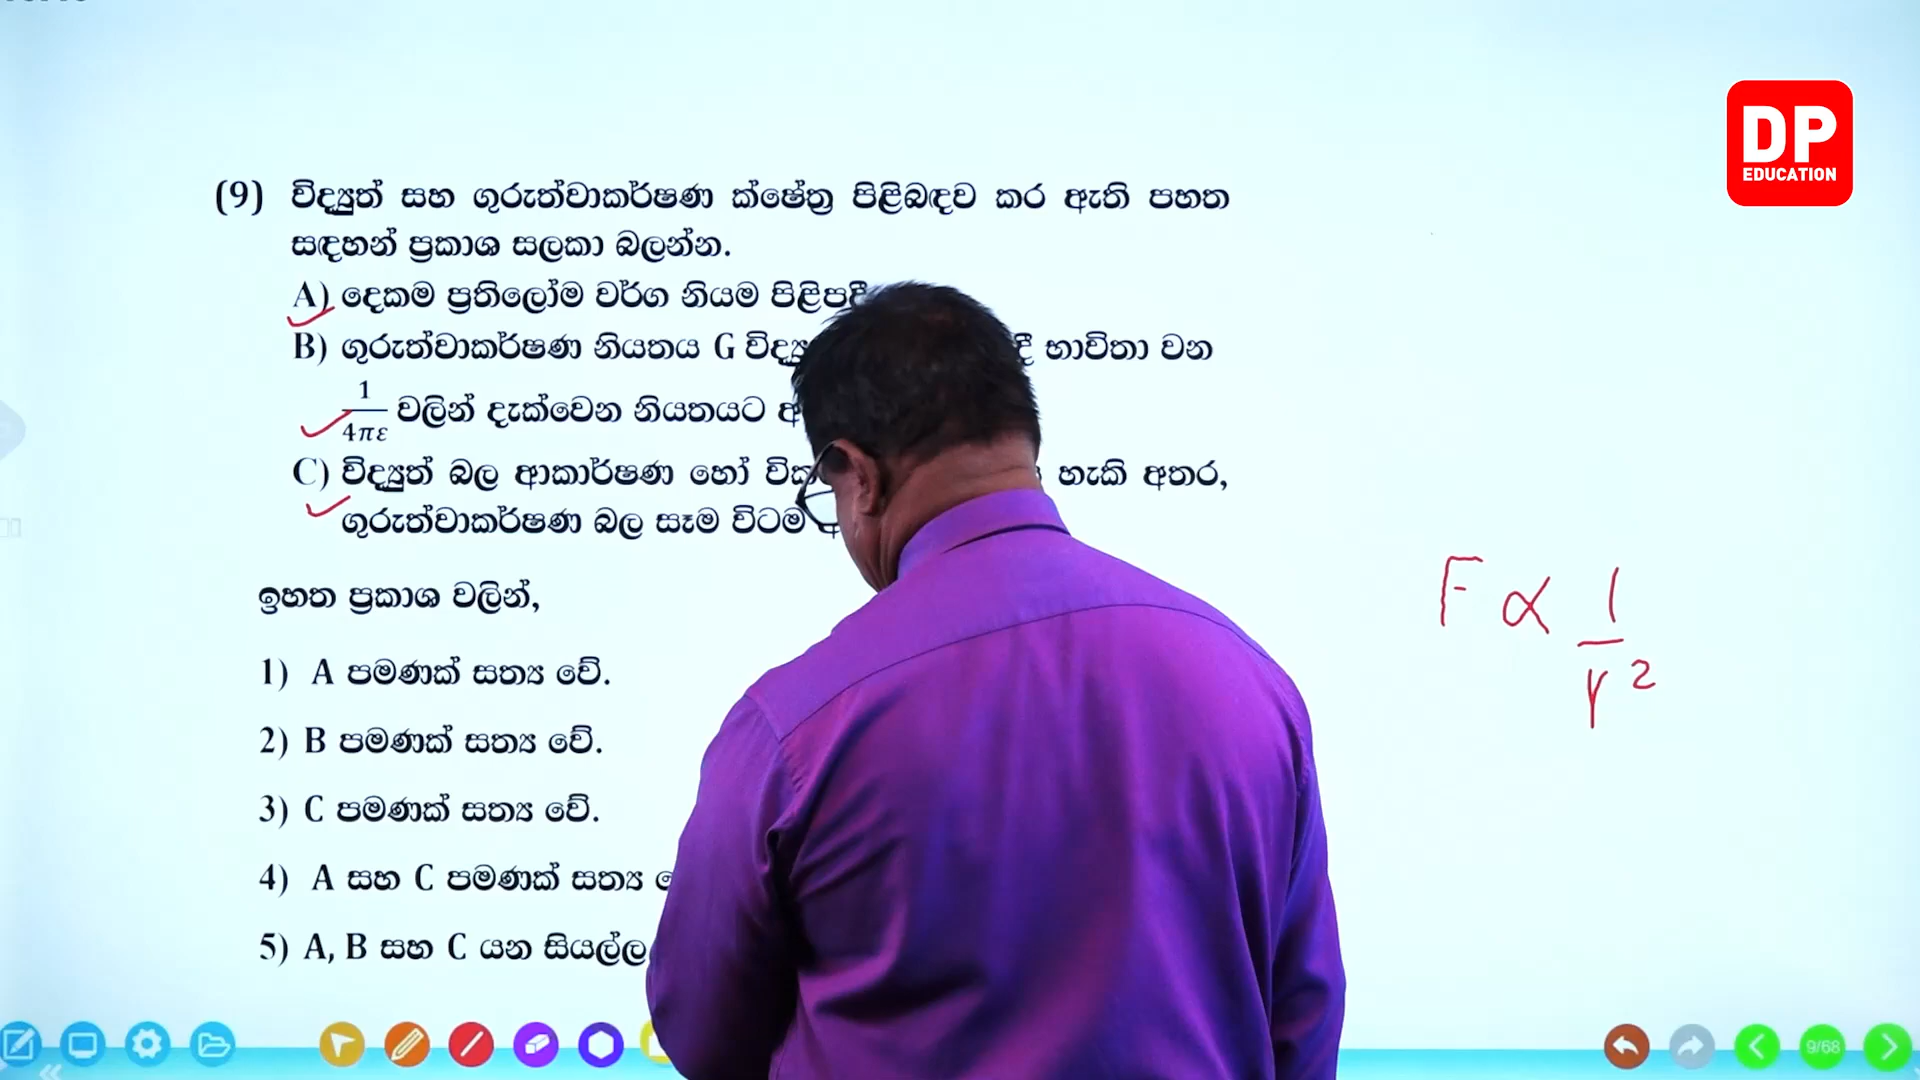 DP
EDUCATION
(9) විද්‍යුත් සහ ගුරුත්වාකර්ෂණ ක්ෂේත්‍ර පිළිබඳව කර ඇති පහත
සඳහන් ප්‍රකාශ සලකා බලන්න.
A) දෙකම ප්‍රතිලෝම වර්ග නියම
B) ගුරුත්වාකර්ෂණ නියතය G භාවිතා වන
1/4πε වලින් දැක්වෙන නියතයට
C) විද්‍යුත් බල ආකාර්ෂණ හෝ හැකි අතර,
ගුරුත්වාකර්ෂණ බල සෑම විටම
ඉහත ප්‍රකාශ වලින්,
F ∝ 1/r²
1) A පමණක් සත්‍ය වේ.
2) B පමණක් සත්‍ය වේ.
3) C පමණක් සත්‍ය වේ.
4) A සහ C පමණක් සත්‍ය
5) A, B සහ C යන
9/68